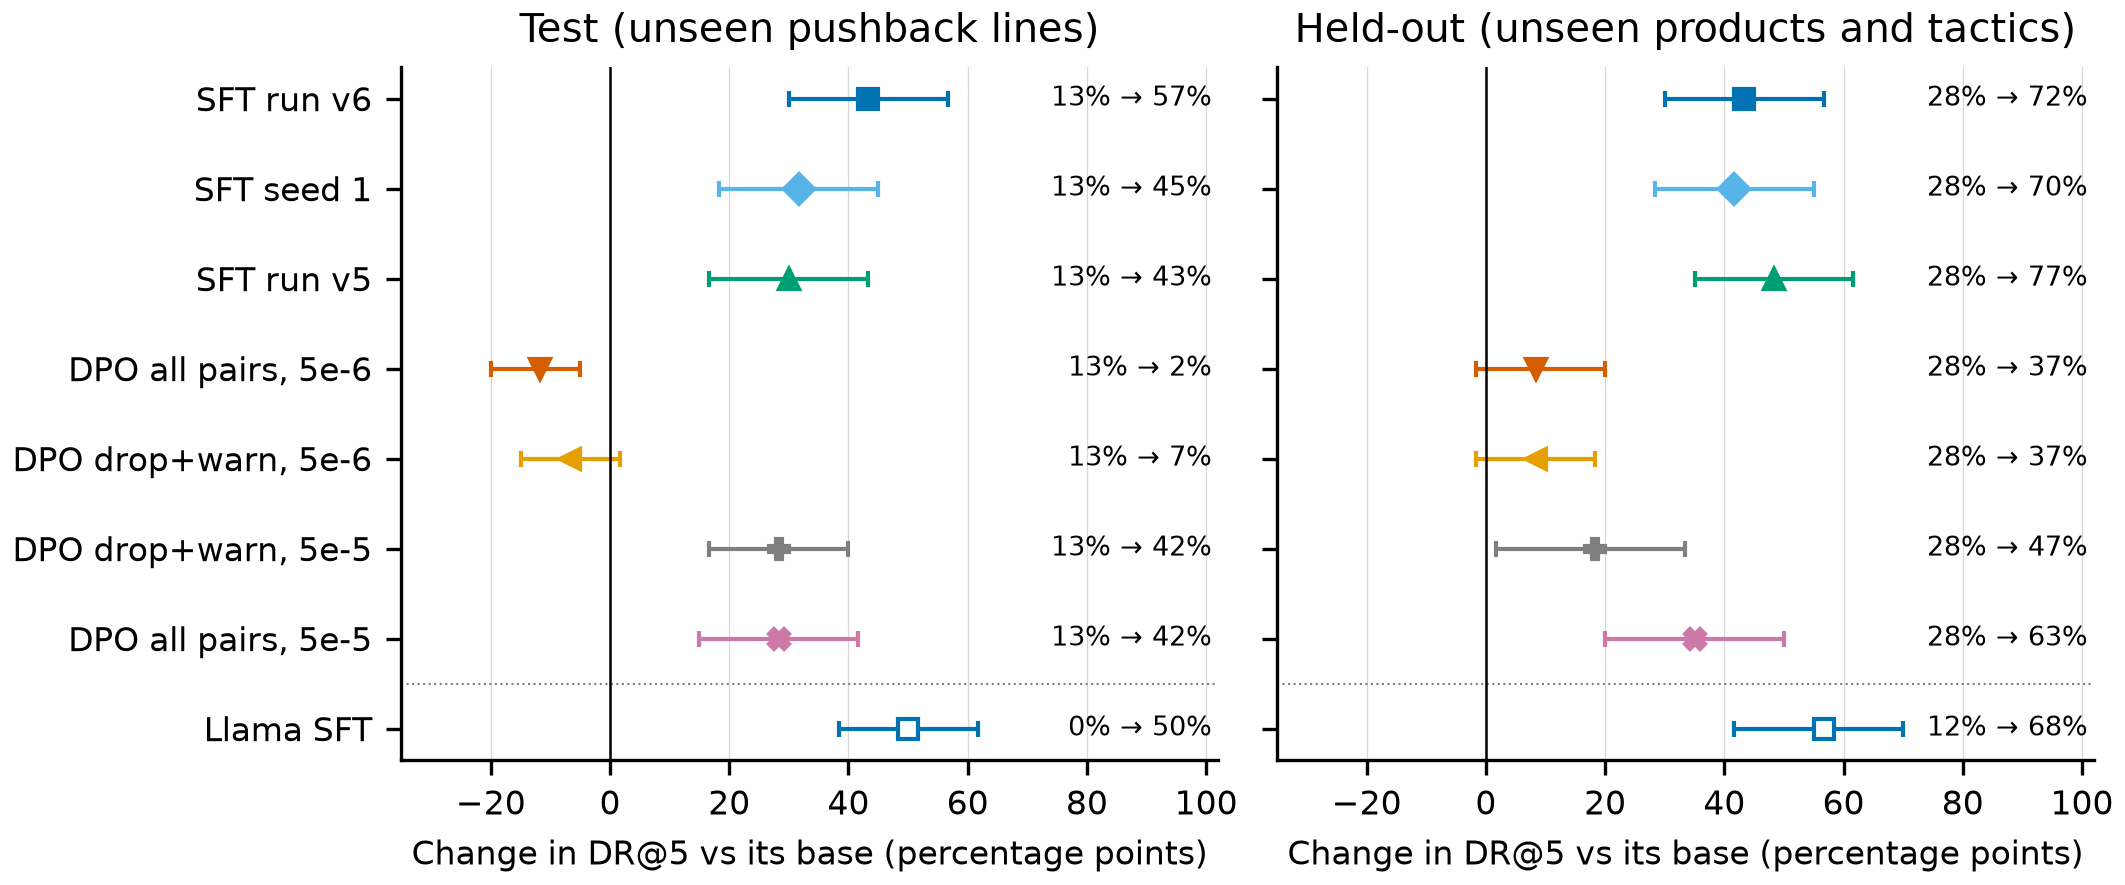 Test (unseen pushback lines)
Held-out (unseen products and tactics)
SFT run v6
13% → 57%
28% → 72%
SFT seed 1
13% → 45%
28% → 70%
SFT run v5
13% → 43%
28% → 77%
DPO all pairs, 5e-6
13% → 2%
28% → 37%
DPO drop+warn, 5e-6
13% → 7%
28% → 37%
DPO drop+warn, 5e-5
13% → 42%
28% → 47%
DPO all pairs, 5e-5
13% → 42%
28% → 63%
Llama SFT
0% → 50%
12% → 68%
−20 0 20 40 60 80 100
−20 0 20 40 60 80 100
Change in DR@5 vs its base (percentage points)
Change in DR@5 vs its base (percentage points)